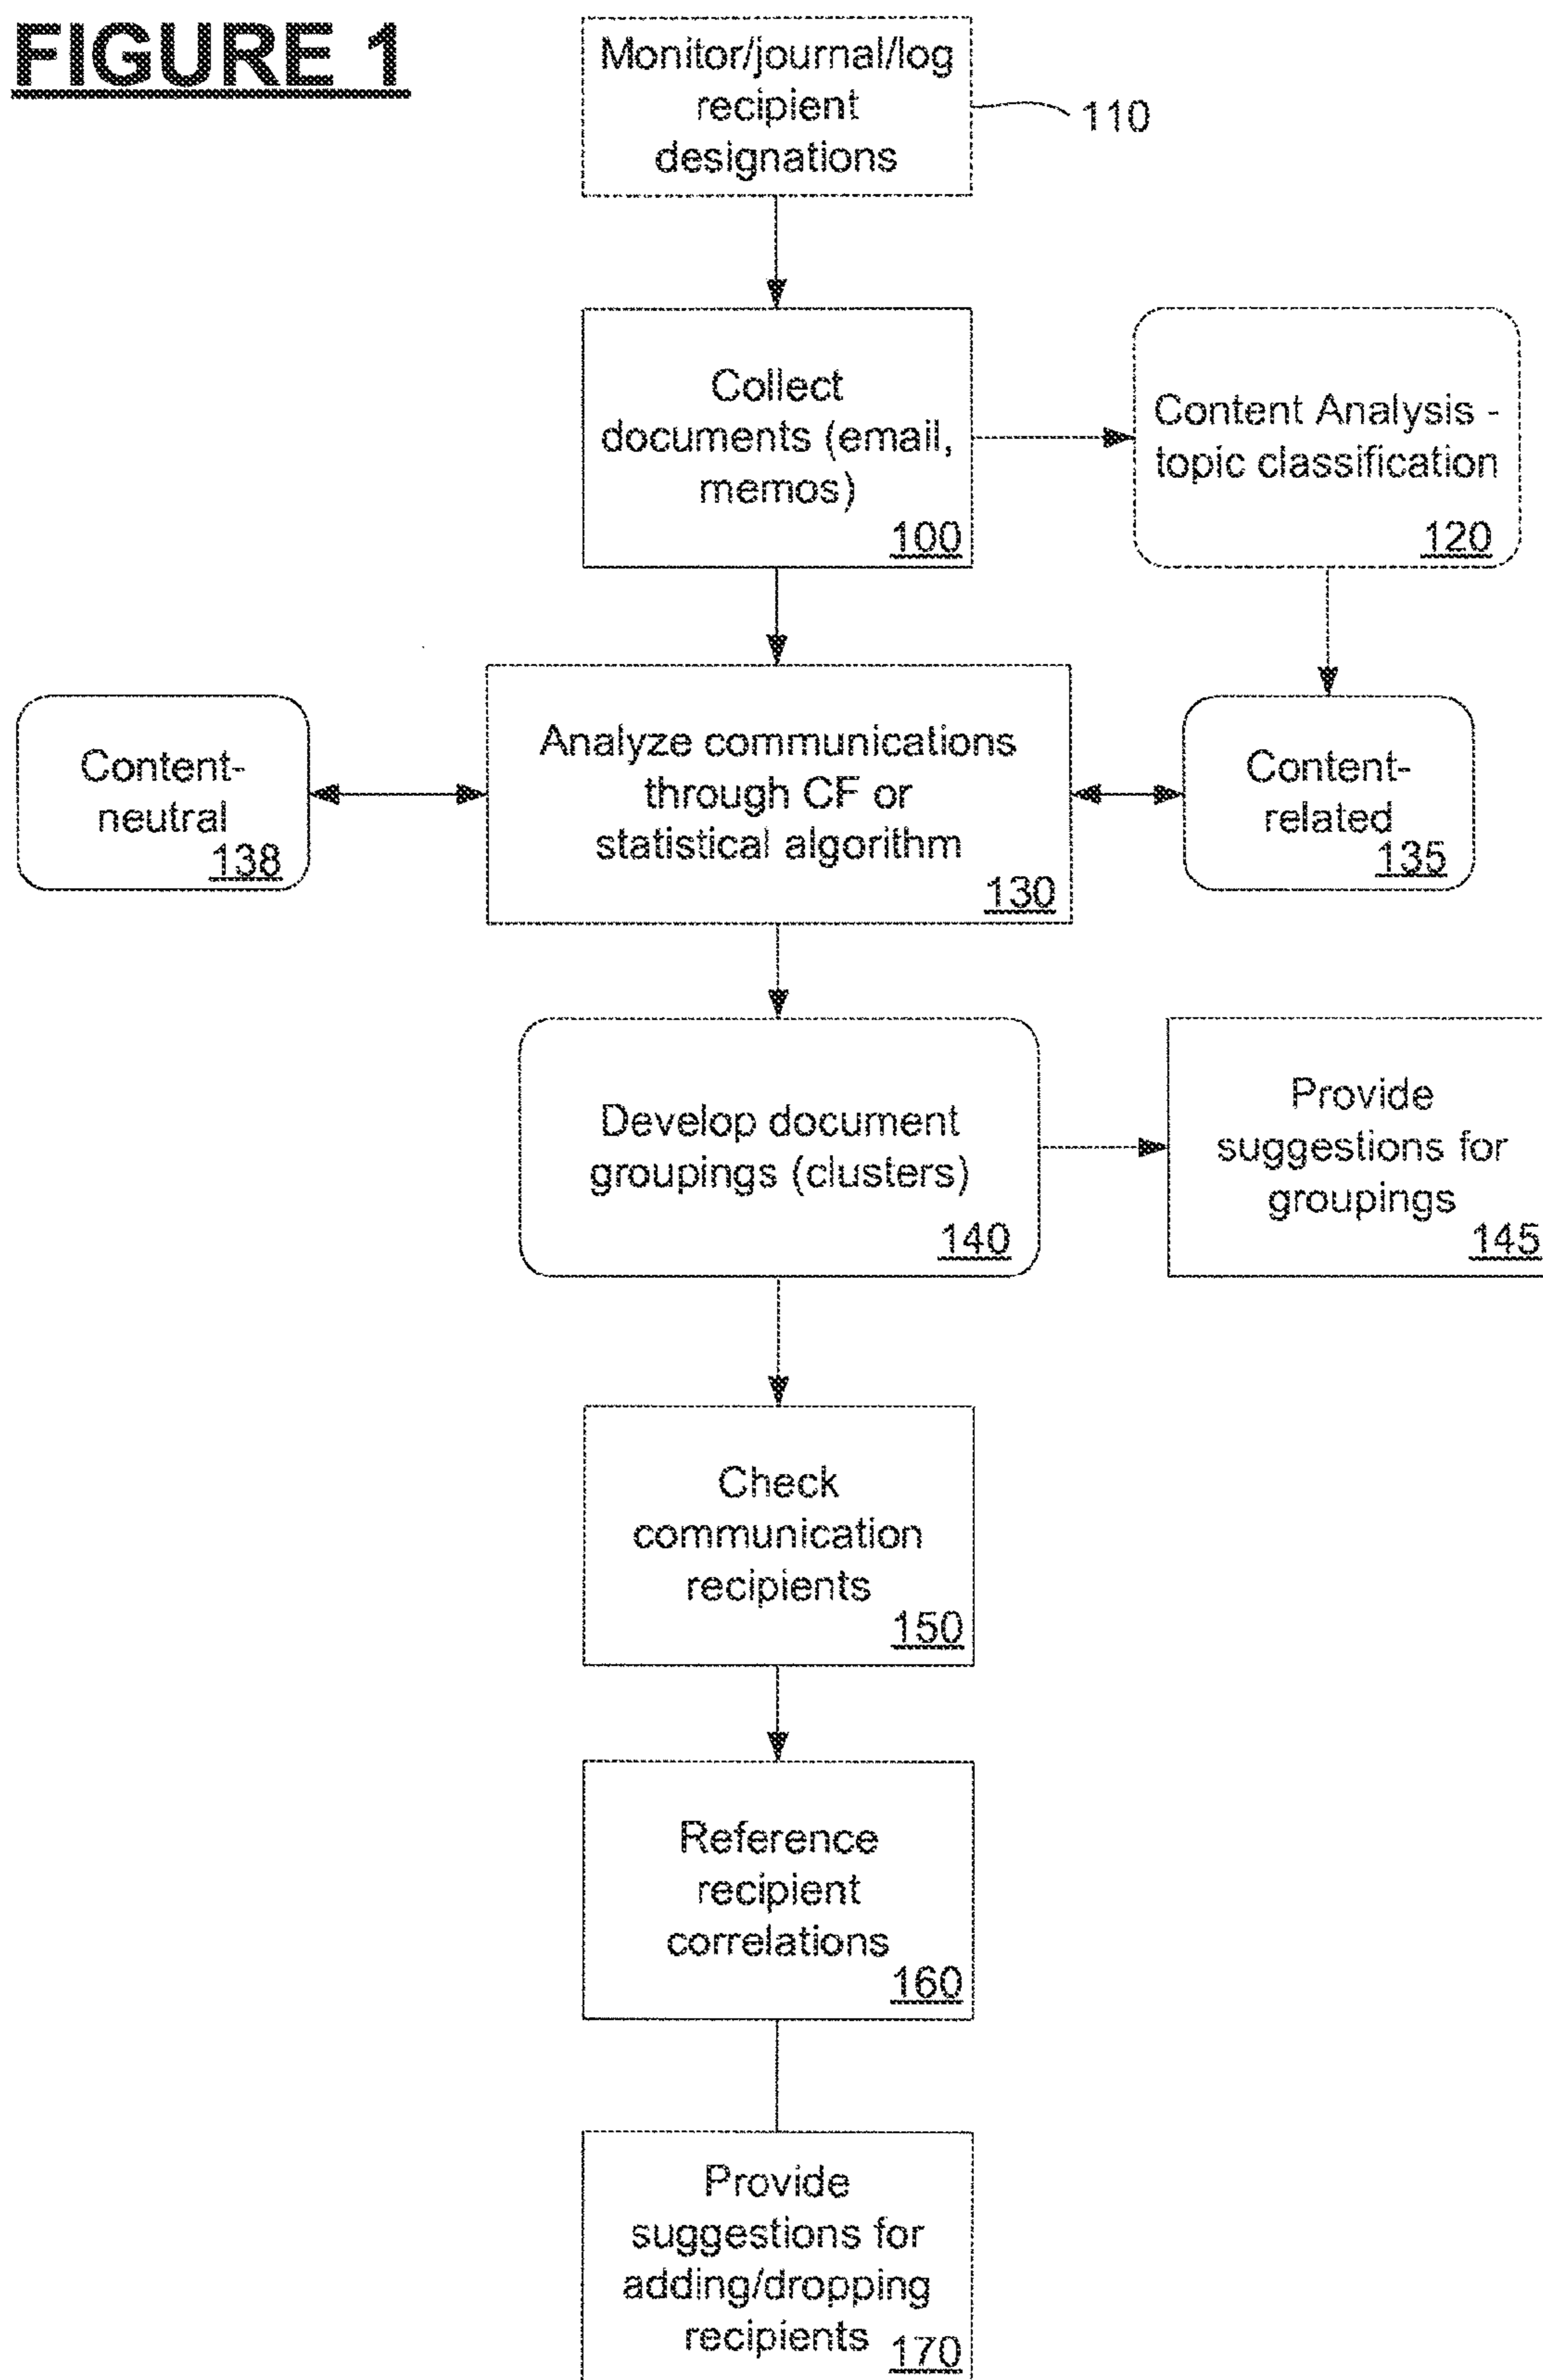 FIGURE 1
Monitor/journal/log
recipient
designations
110
Collect
documents (email,
memos)
100
Content Analysis -
topic classification
120
Content-
neutral
138
Analyze communications
through CF or
statistical algorithm
130
Content-
related
135
Develop document
groupings (clusters)
140
Provide
suggestions for
groupings
145
Check
communication
recipients
150
Reference
recipient
correlations
160
Provide
suggestions for
adding/dropping
recipients
170